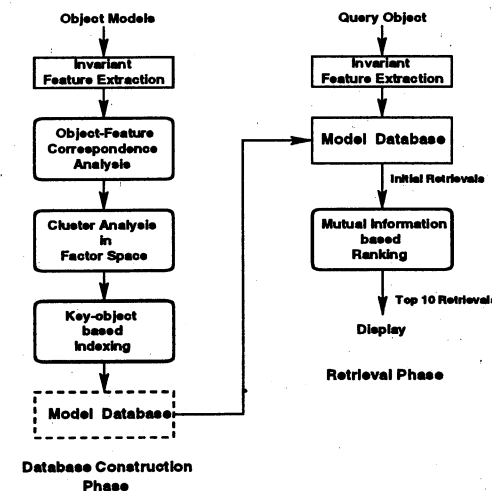 Object Models
Invariant
Feature Extraction
Object-Feature
Correspondence
Analysis
Cluster Analysis
in
Factor Space
Key-object
based
Indexing
Model Database
Database Construction
Phase
Query Object
Invariant
Feature Extraction
Model Database
Initial Retrievals
Mutual Information
based
Ranking
Top 10 Retrievals
Display
Retrieval Phase